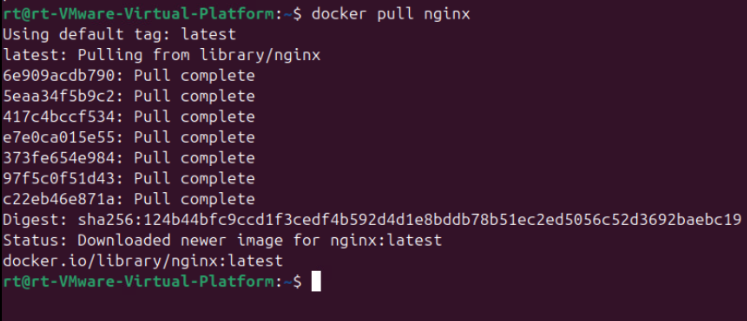 rt@rt-VMware-Virtual-Platform:~$ docker pull nginx
Using default tag: latest
latest: Pulling from library/nginx
6e909acdb790: Pull complete
5eaa34f5b9c2: Pull complete
417c4bccf534: Pull complete
e7e0ca015e55: Pull complete
373fe654e984: Pull complete
97f5c0f51d43: Pull complete
c22eb46e871a: Pull complete
Digest: sha256:124b44bfc9ccd1f3cedf4b592d4d1e8bddb78b51ec2ed5056c52d3692baebc19
Status: Downloaded newer image for nginx:latest
docker.io/library/nginx:latest
rt@rt-VMware-Virtual-Platform:~$